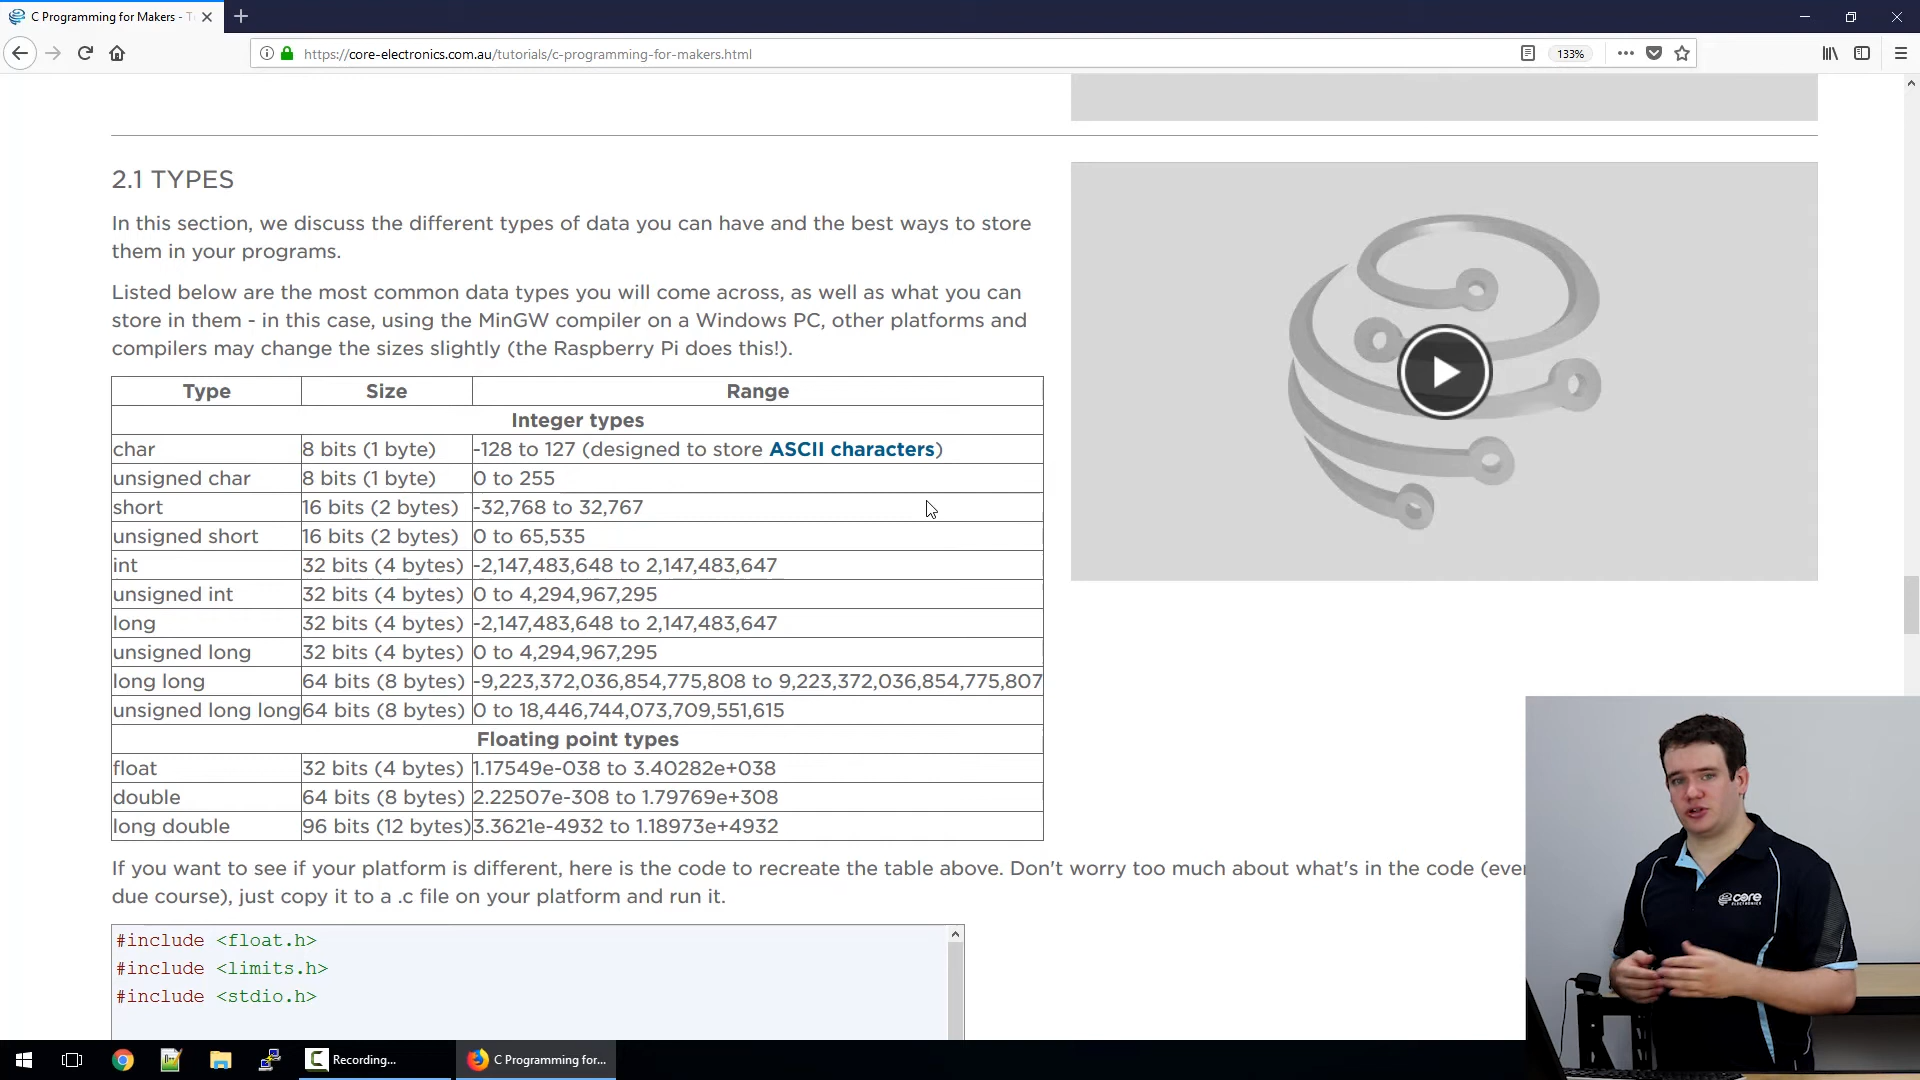 C Programming for Makers - T
https://core-electronics.com.au/tutorials/c-programming-for-makers.html
133%
2.1 TYPES
In this section, we discuss the different types of data you can have and the best ways to store
them in your programs.
Listed below are the most common data types you will come across, as well as what you can
store in them - in this case, using the MinGW compiler on a Windows PC, other platforms and
compilers may change the sizes slightly (the Raspberry Pi does this!).
Type Size Range
Integer types
char 8 bits (1 byte) -128 to 127 (designed to store ASCII characters)
unsigned char 8 bits (1 byte) 0 to 255
short 16 bits (2 bytes) -32,768 to 32,767
unsigned short 16 bits (2 bytes) 0 to 65,535
int 32 bits (4 bytes) -2,147,483,648 to 2,147,483,647
unsigned int 32 bits (4 bytes) 0 to 4,294,967,295
long 32 bits (4 bytes) -2,147,483,648 to 2,147,483,647
unsigned long 32 bits (4 bytes) 0 to 4,294,967,295
long long 64 bits (8 bytes) -9,223,372,036,854,775,808 to 9,223,372,036,854,775,807
unsigned long long 64 bits (8 bytes) 0 to 18,446,744,073,709,551,615
Floating point types
float 32 bits (4 bytes) 1.17549e-038 to 3.40282e+038
double 64 bits (8 bytes) 2.22507e-308 to 1.79769e+308
long double 96 bits (12 bytes) 3.3621e-4932 to 1.18973e+4932
If you want to see if your platform is different, here is the code to recreate the table above. Don't worry too much about what's in the code (ever
due course), just copy it to a .c file on your platform and run it.
#include <float.h>
#include <limits.h>
#include <stdio.h>
core
ELECTRONICS
Recording...
C Programming for...